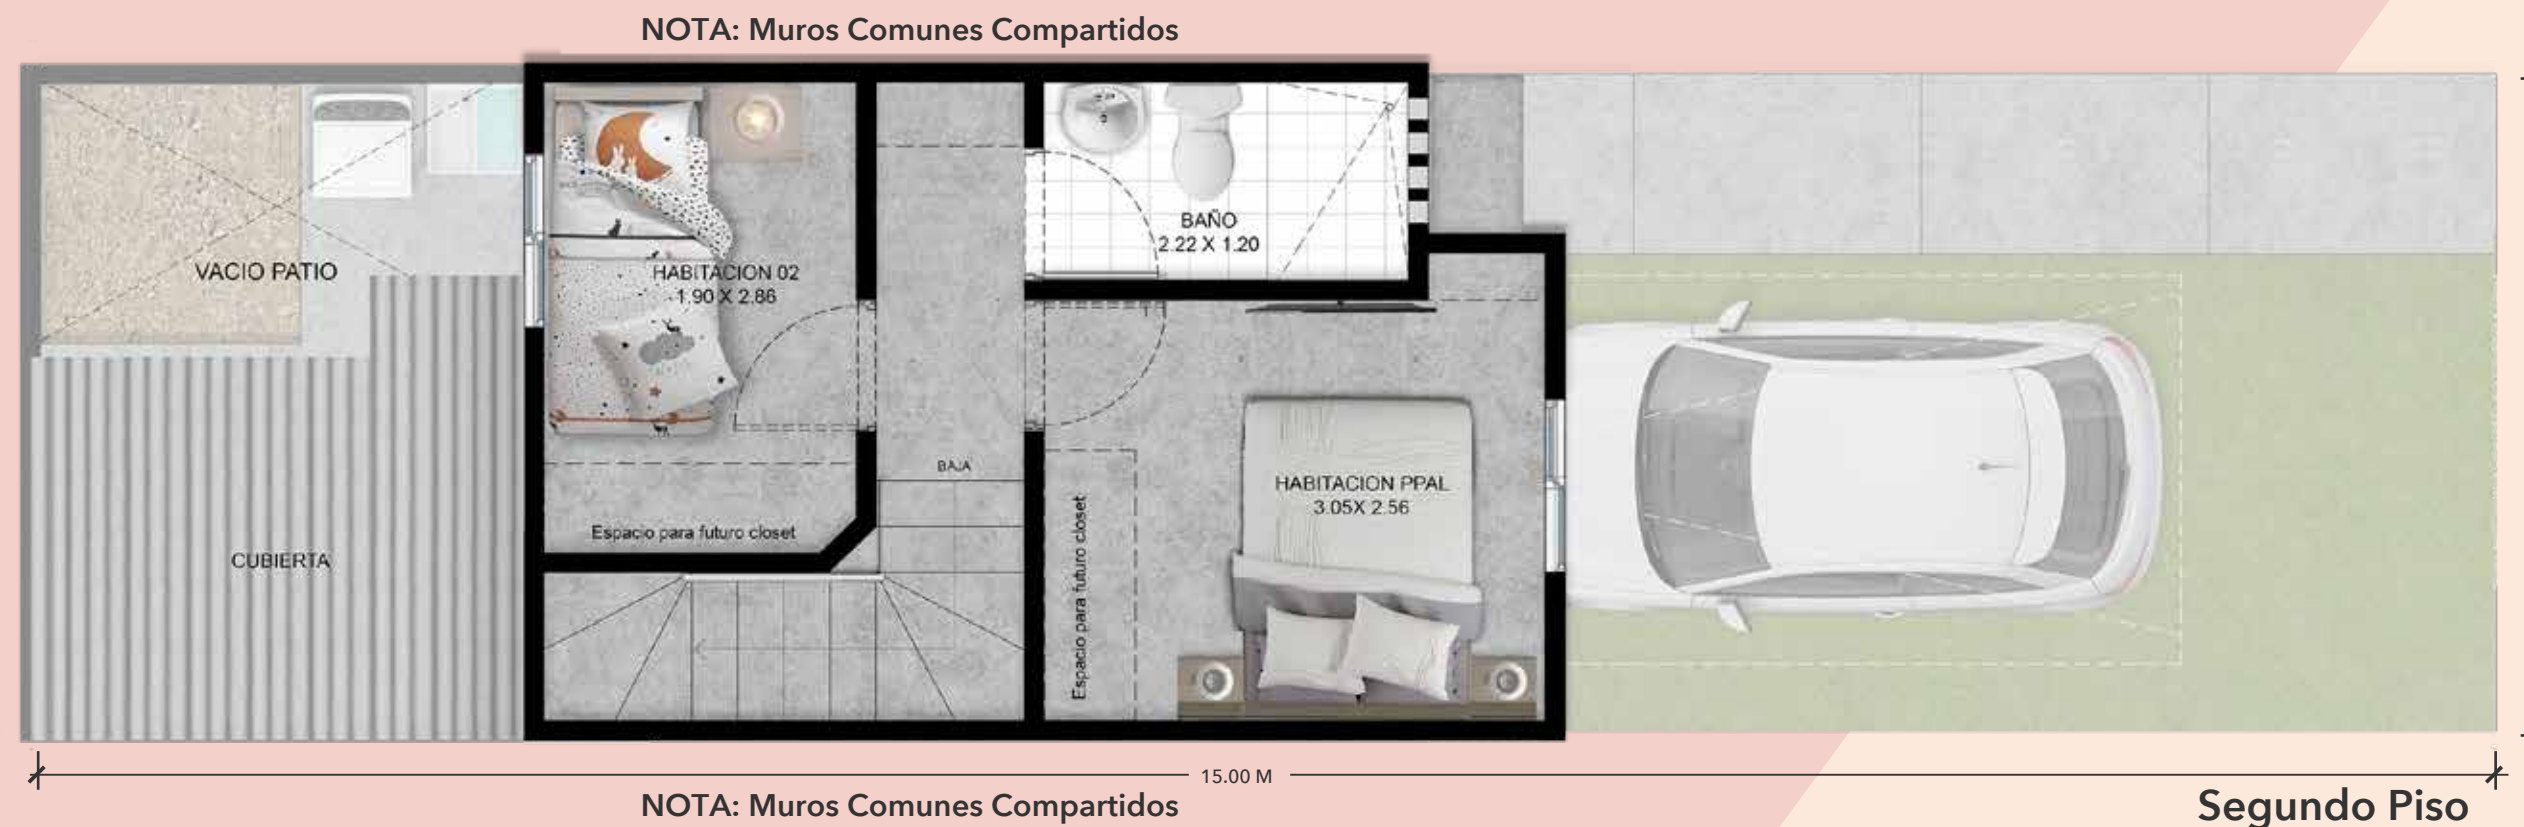 NOTA: Muros Comunes Compartidos
BAÑO
2.22 X 1.20
VACIO PATIO
HABITACION 02
1.90 X 2.86
BAJA
HABITACION PPAL
3.05X 2.56
Espacio para futuro closet
Espacio para futuro closet
CUBIERTA
15.00 M
NOTA: Muros Comunes Compartidos
Segundo Piso